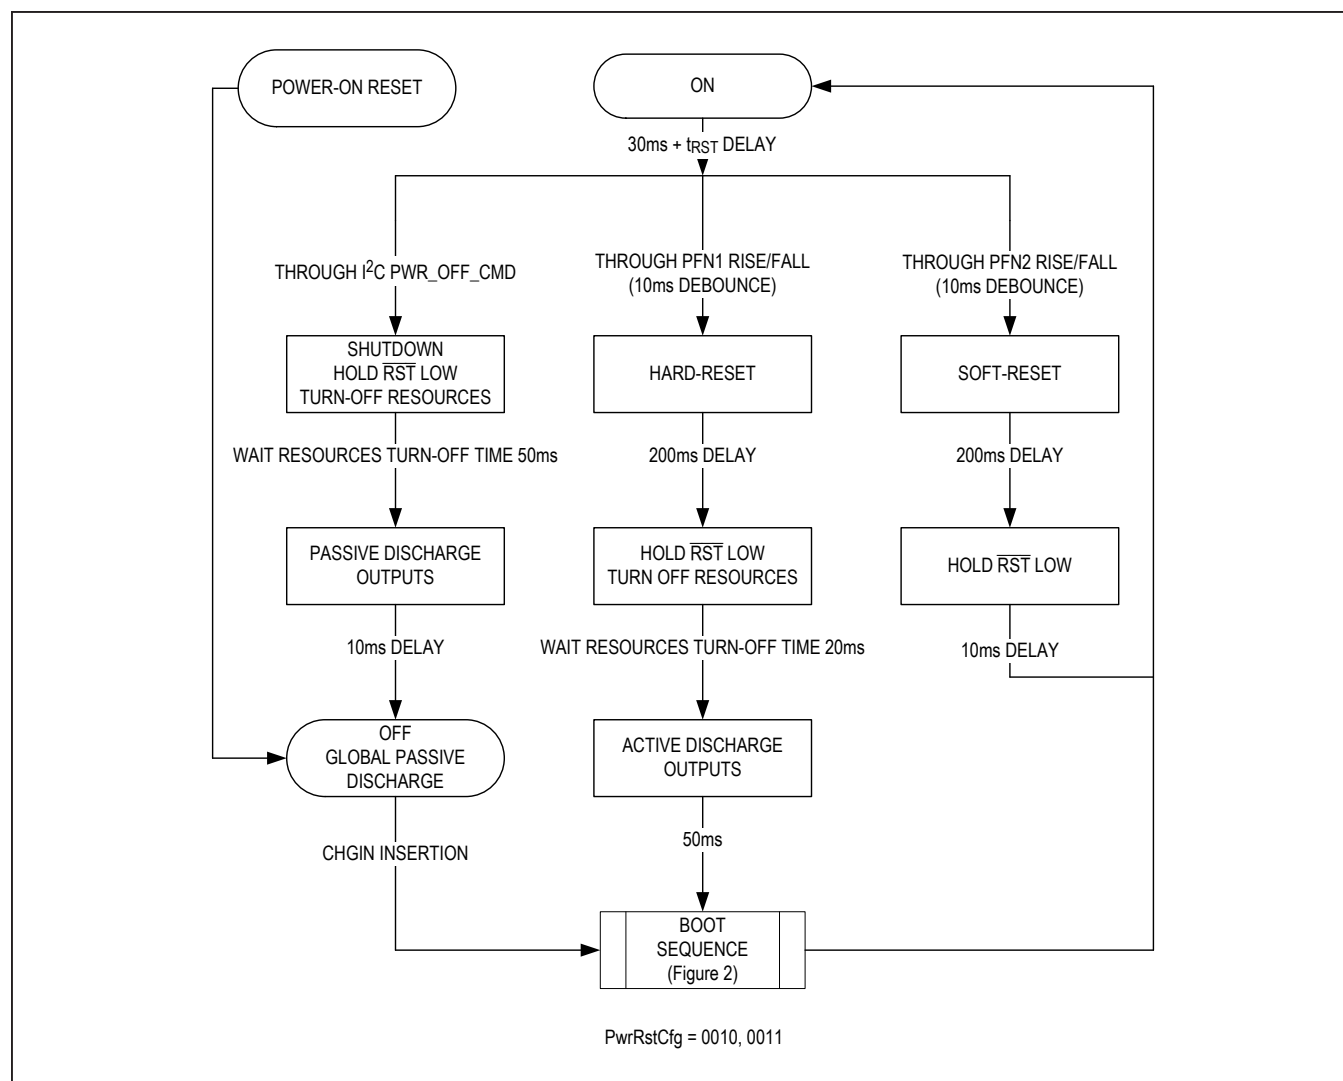 POWER-ON RESET
ON
30ms + tRST DELAY
THROUGH I2C PWR_OFF_CMD
THROUGH PFN1 RISE/FALL
(10ms DEBOUNCE)
THROUGH PFN2 RISE/FALL
(10ms DEBOUNCE)
SHUTDOWN
HOLD R̅S̅T̅ LOW
TURN-OFF RESOURCES
HARD-RESET
SOFT-RESET
WAIT RESOURCES TURN-OFF TIME 50ms
200ms DELAY
200ms DELAY
PASSIVE DISCHARGE
OUTPUTS
HOLD R̅S̅T̅ LOW
TURN OFF RESOURCES
HOLD R̅S̅T̅ LOW
10ms DELAY
WAIT RESOURCES TURN-OFF TIME 20ms
10ms DELAY
OFF
GLOBAL PASSIVE
DISCHARGE
ACTIVE DISCHARGE
OUTPUTS
CHGIN INSERTION
50ms
BOOT
SEQUENCE
(Figure 2)
PwrRstCfg = 0010, 0011